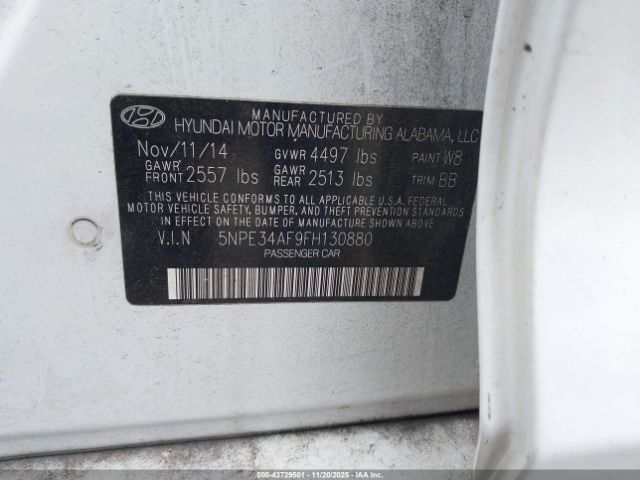 MANUFACTURED BY
HYUNDAI MOTOR MANUFACTURING ALABAMA, LLC
Nov/11/14 GVWR 4497 lbs PAINT W8
GAWR FRONT 2557 lbs GAWR REAR 2513 lbs TRIM BB
THIS VEHICLE CONFORMS TO ALL APPLICABLE U.S.A FEDERAL
MOTOR VEHICLE SAFETY, BUMPER, AND THEFT PREVENTION STANDARDS
IN EFFECT ON THE DATE OF MANUFACTURE SHOWN ABOVE
V.I.N 5NPE34AF9FH130880
PASSENGER CAR
000-43729501 - 11/20/2025 - IAAI.COM